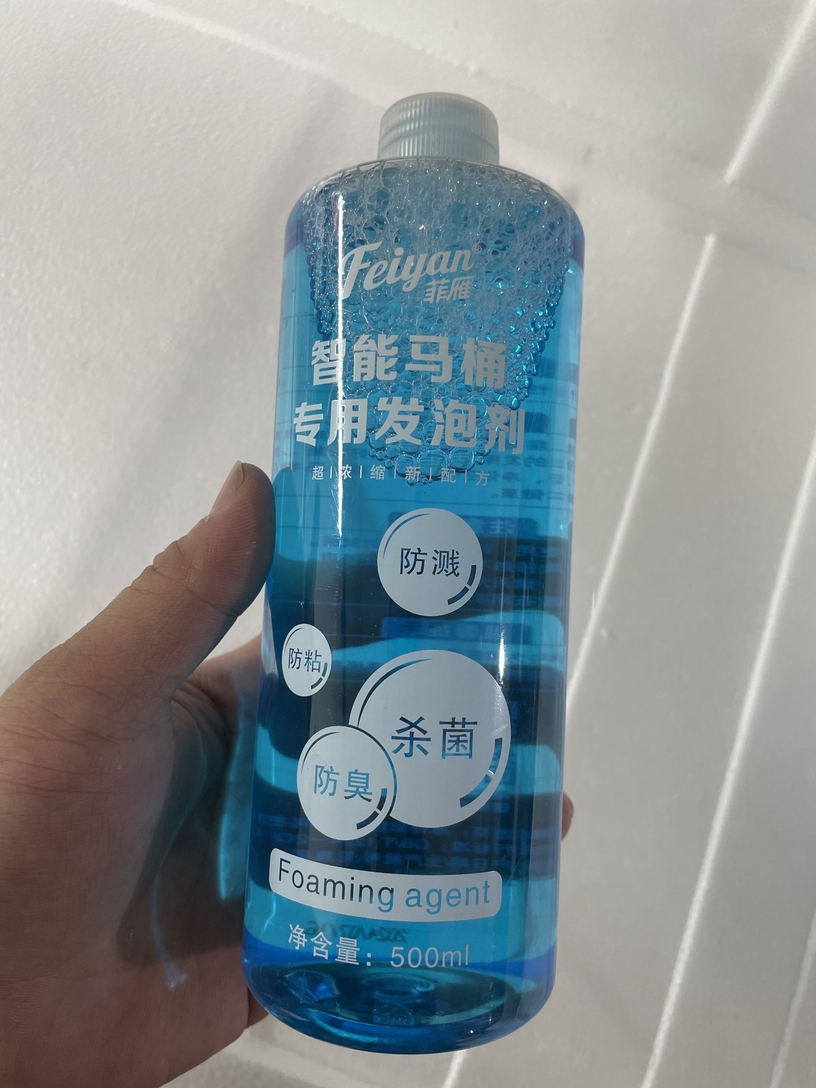 Feiyan
菲雁
智能马桶
专用发泡剂
超|浓|缩|新|配|方
防溅
防粘
杀菌
防臭
Foaming agent
净含量：500ml